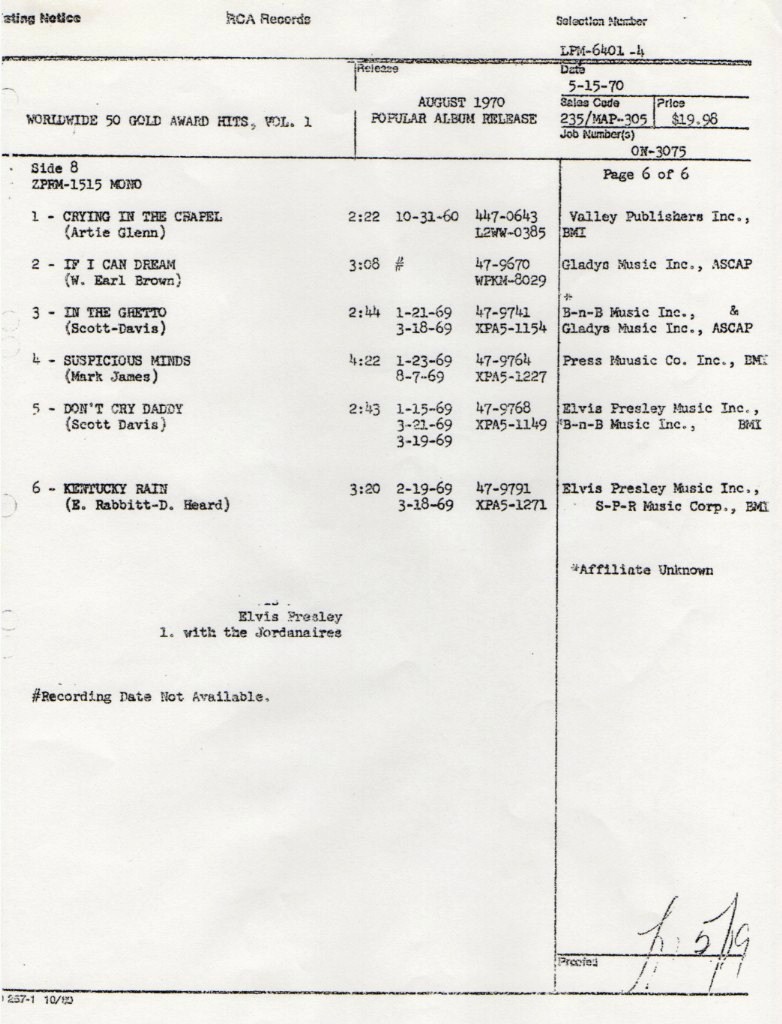 sting Notice RCA Records Selection Number
LPM-6401 -4
Release Date
5-15-70
AUGUST 1970 Sales Code Price
WORLDWIDE 50 GOLD AWARD HITS, VOL. 1 POPULAR ALBUM RELEASE 235/MAP-305 $19.98
Job Number(s)
ON-3075
Side 8 Page 6 of 6
ZPRM-1515 MONO
1 - CRYING IN THE CHAPEL 2:22 10-31-60 447-0643 Valley Publishers Inc.,
(Artie Glenn) L2WW-0385 BMI
2 - IF I CAN DREAM 3:08 # 47-9670 Gladys Music Inc., ASCAP
(W. Earl Brown) WPKM-8029
*
3 - IN THE GHETTO 2:44 1-21-69 47-9741 B-n-B Music Inc., &
(Scott-Davis) 3-18-69 XPA5-1154 Gladys Music Inc., ASCAP
4 - SUSPICIOUS MINDS 4:22 1-23-69 47-9764 Press Muusic Co. Inc., BMI
(Mark James) 8-7-69 XPA5-1227
5 - DON'T CRY DADDY 2:43 1-15-69 47-9768 Elvis Presley Music Inc.,
(Scott Davis) 3-21-69 XPA5-1149 *B-n-B Music Inc., BMI
3-19-69
6 - KENTUCKY RAIN 3:20 2-19-69 47-9791 Elvis Presley Music Inc.,
(E. Rabbitt-D. Heard) 3-18-69 XPA5-1271 S-P-R Music Corp., BMI
*Affiliate Unknown
Elvis Presley
1. with the Jordanaires
#Recording Date Not Available.
5/19
Proofed
257-1 10/60